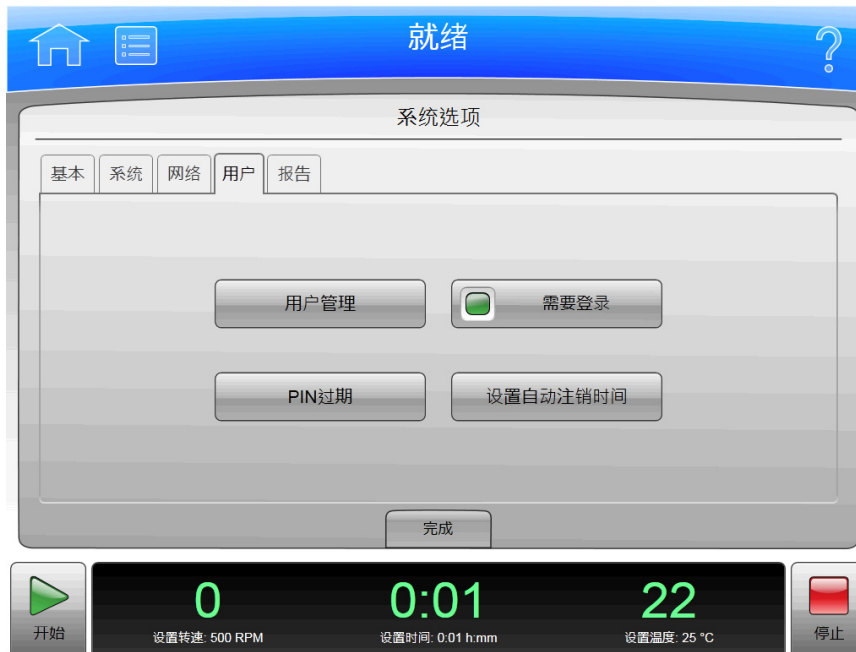 就绪
系统选项
基本 系统 网络 用户 报告
用户管理 需要登录
PIN过期 设置自动注销时间
完成
0 0:01 22
开始 设置转速: 500 RPM 设置时间: 0:01 h:mm 设置温度: 25 °C 停止